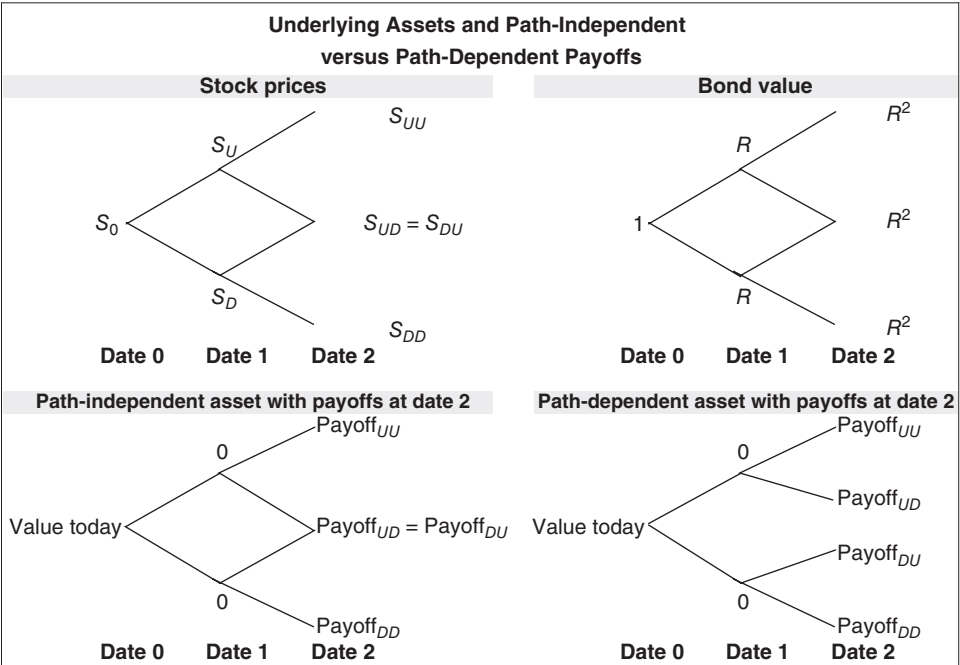 Underlying Assets and Path-Independent
versus Path-Dependent Payoffs
Stock prices
S_UU
S_U
S_0
S_UD = S_DU
S_D
S_DD
Date 0 Date 1 Date 2
Bond value
R²
R
1
R²
R
R²
Date 0 Date 1 Date 2
Path-independent asset with payoffs at date 2
Payoff_UU
0
Value today
Payoff_UD = Payoff_DU
0
Payoff_DD
Date 0 Date 1 Date 2
Path-dependent asset with payoffs at date 2
Payoff_UU
0
Payoff_UD
Value today
Payoff_DU
0
Payoff_DD
Date 0 Date 1 Date 2